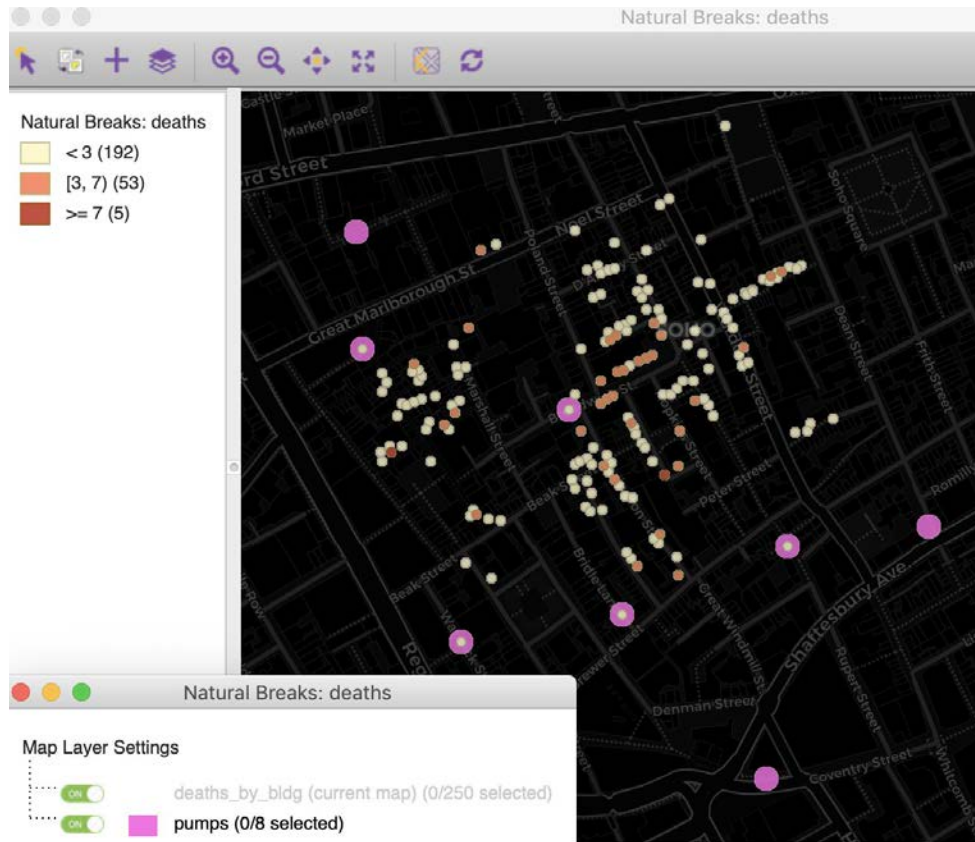 Natural Breaks: deaths
Natural Breaks: deaths
< 3 (192)
[3, 7) (53)
>= 7 (5)
Market Place
rd Street
Noel Street
Soho Square
Poland Street
Great Marlborough St.
Dean Street
Frith Street
Marshall Street
Peter Street
Beak Street
Bridle Lane
Great Windmill St.
Shaftesbury Ave.
Rupert Street
Denman Street
Coventry Street
Natural Breaks: deaths
Map Layer Settings
ON deaths_by_bldg (current map) (0/250 selected)
ON pumps (0/8 selected)